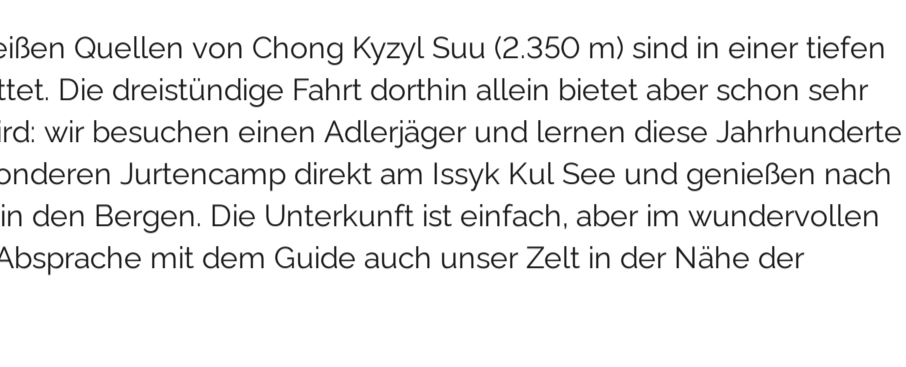 eißen Quellen von Chong Kyzyl Suu (2.350 m) sind in einer tiefen
ttet. Die dreistündige Fahrt dorthin allein bietet aber schon sehr
ird: wir besuchen einen Adlerjäger und lernen diese Jahrhunderte
onderen Jurtencamp direkt am Issyk Kul See und genießen nach
in den Bergen. Die Unterkunft ist einfach, aber im wundervollen
Absprache mit dem Guide auch unser Zelt in der Nähe der